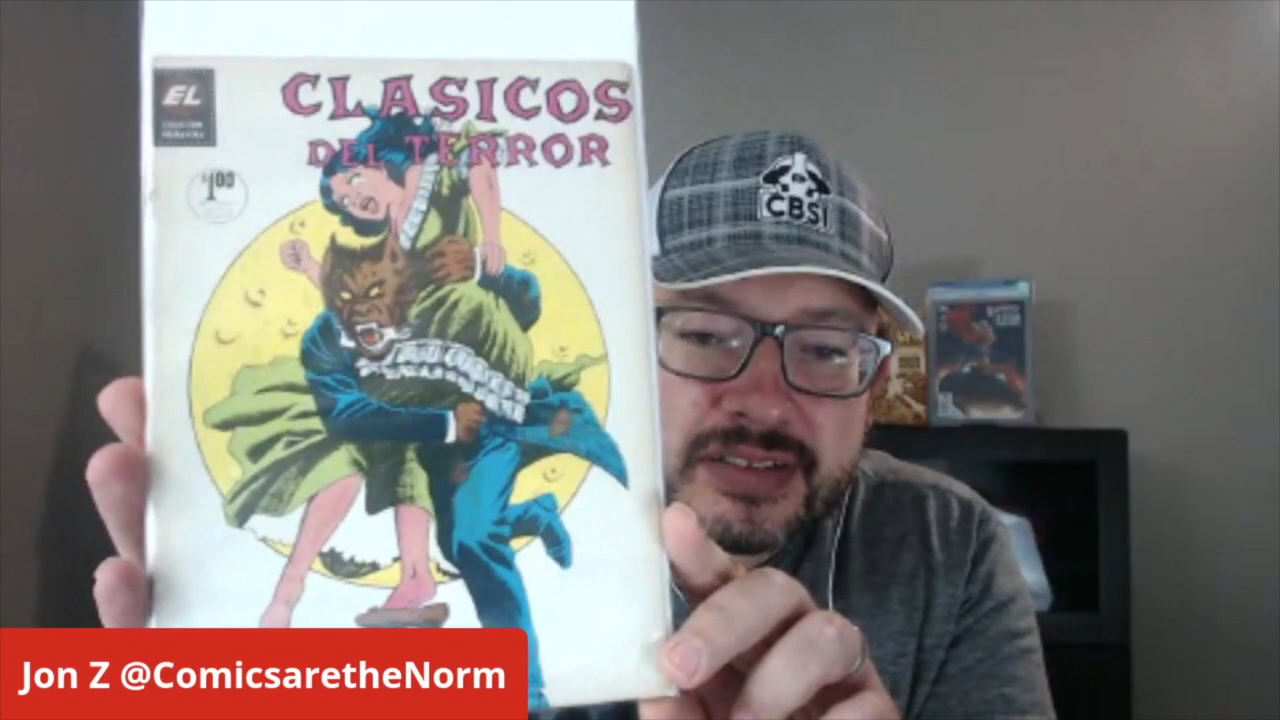 EL
CLASICOS
DEL TERROR
$1.00
CBSI
Jon Z @ComicsaretheNorm